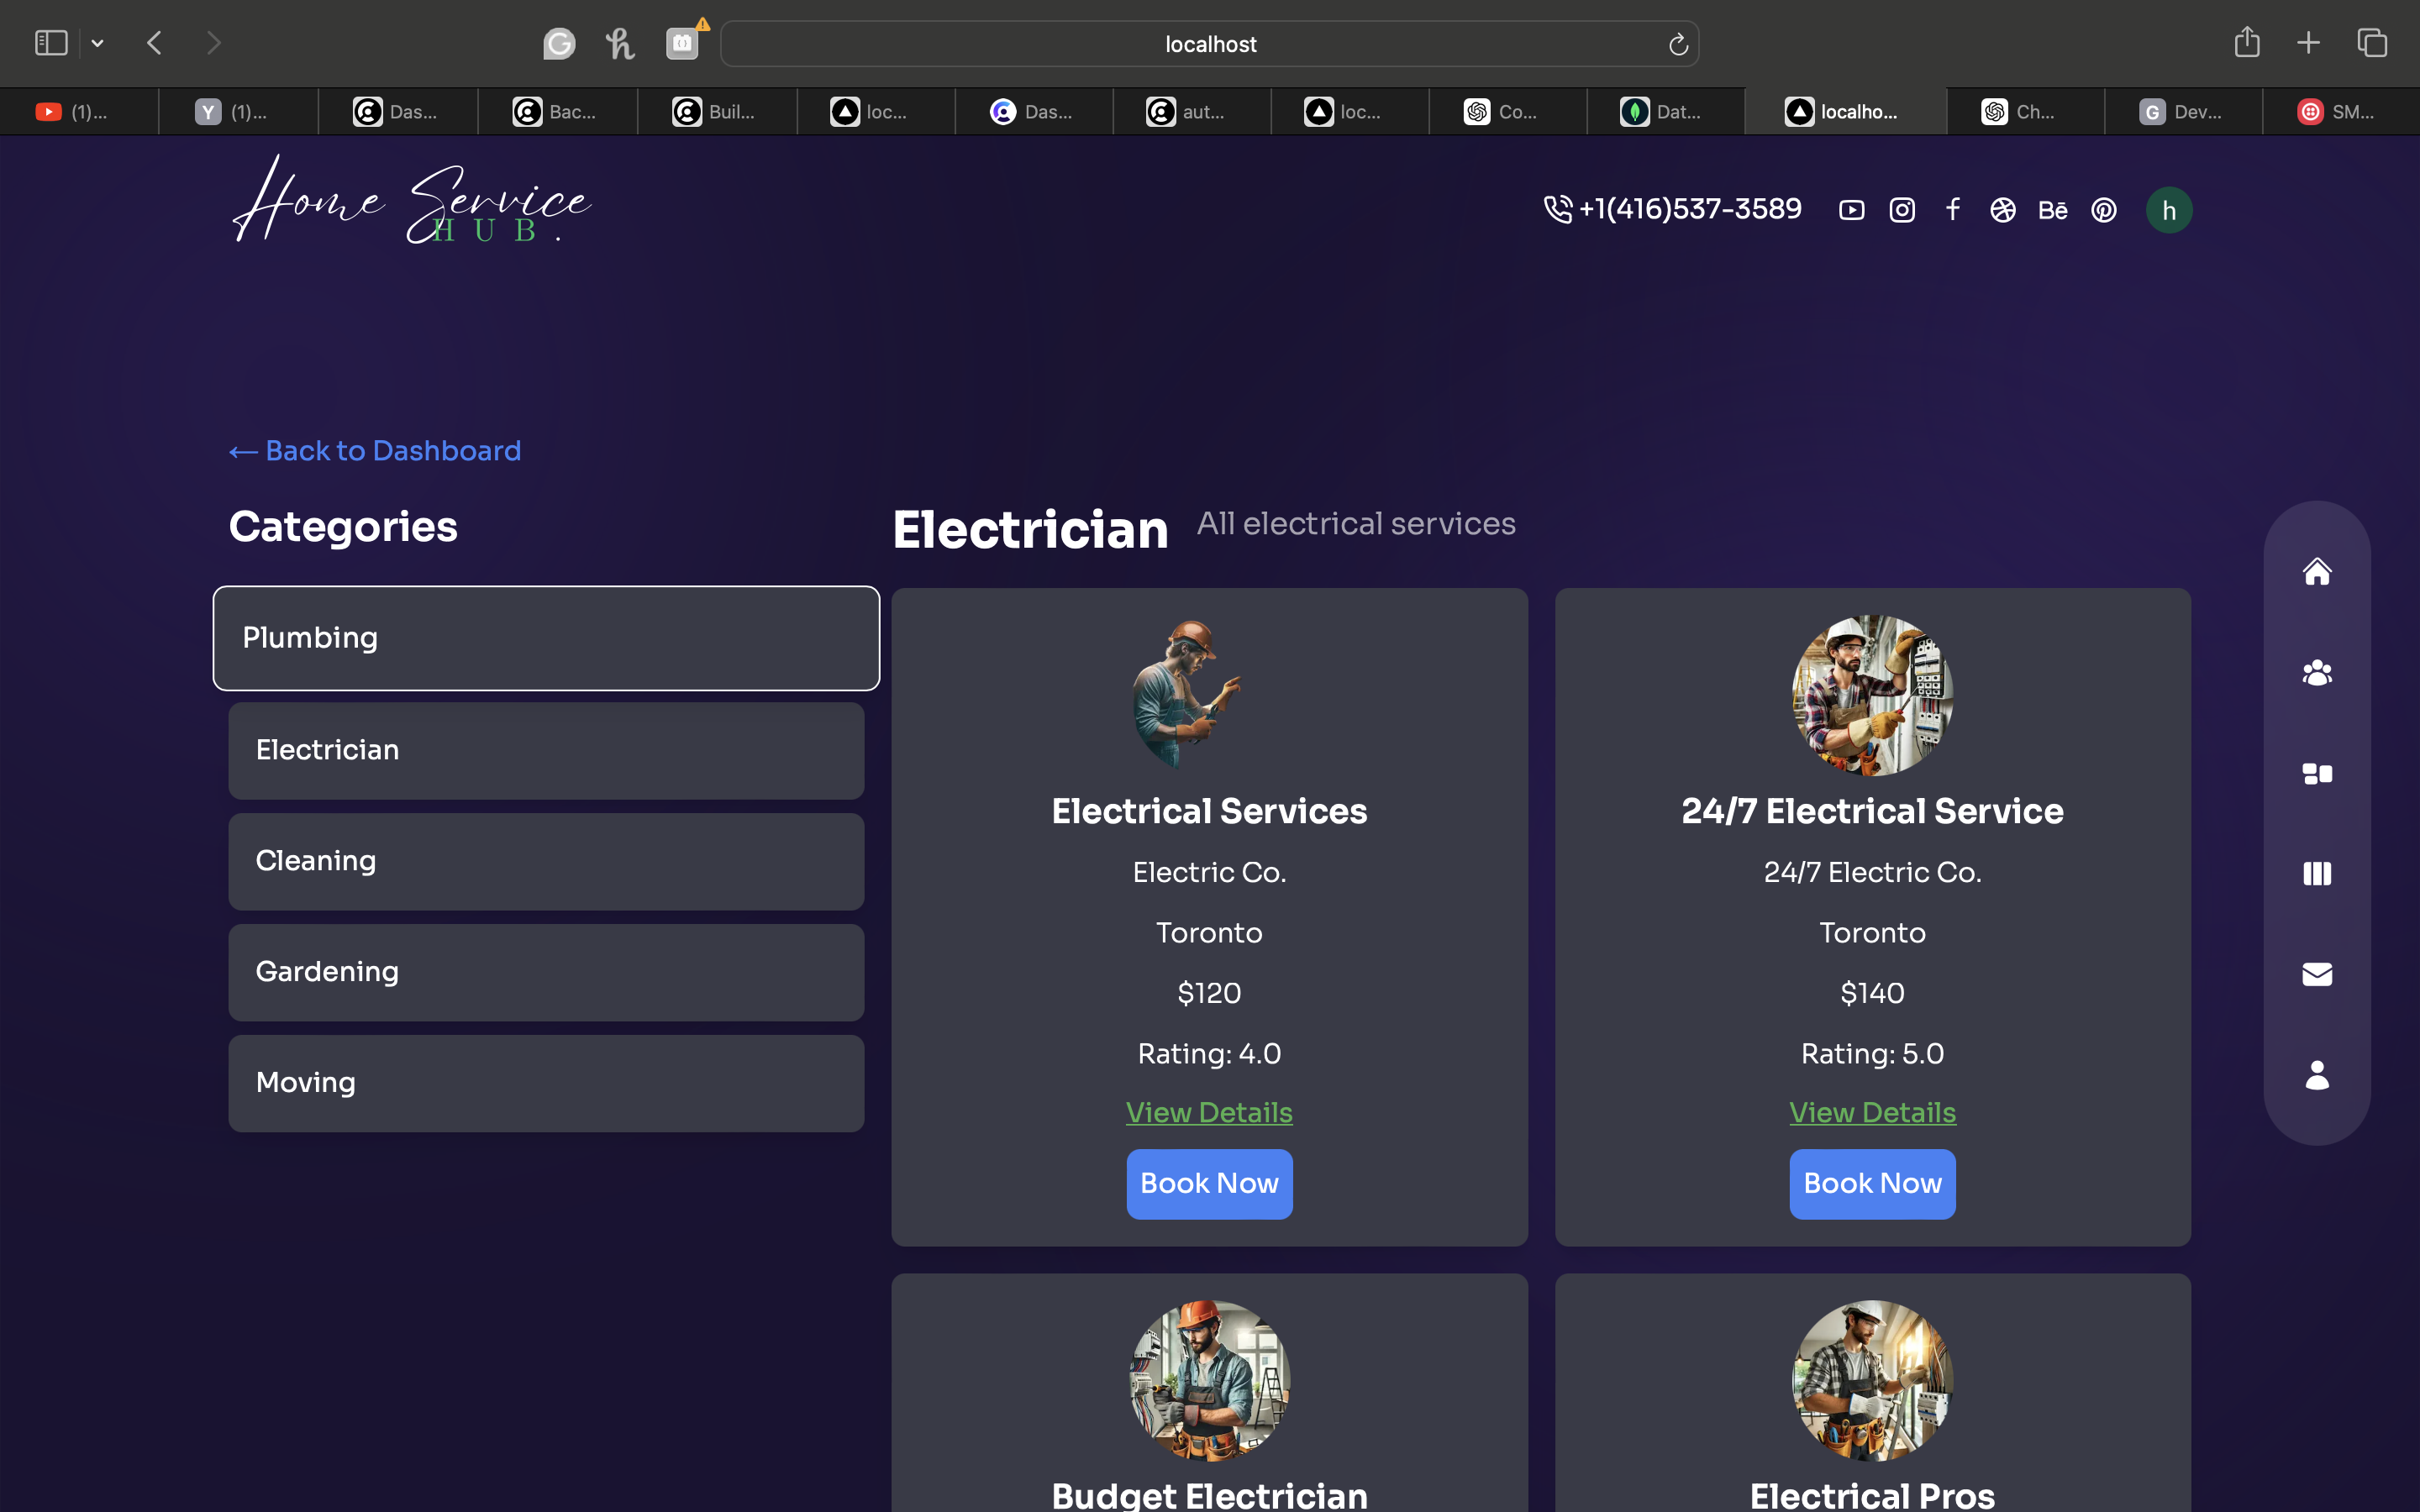 localhost
(1)...
Y
(1)...
Das...
Bac...
Buil...
loc...
Das...
aut...
loc...
Co...
Dat...
localho...
Ch...
G
Dev...
SM...
Home Service
HUB.
+1(416)537-3589
Bē
h
← Back to Dashboard
Categories
Electrician
All electrical services
Plumbing
Electrician
Cleaning
Gardening
Moving
Electrical Services
Electric Co.
Toronto
$120
Rating: 4.0
View Details
Book Now
24/7 Electrical Service
24/7 Electric Co.
Toronto
$140
Rating: 5.0
View Details
Book Now
Budget Electrician
Electrical Pros